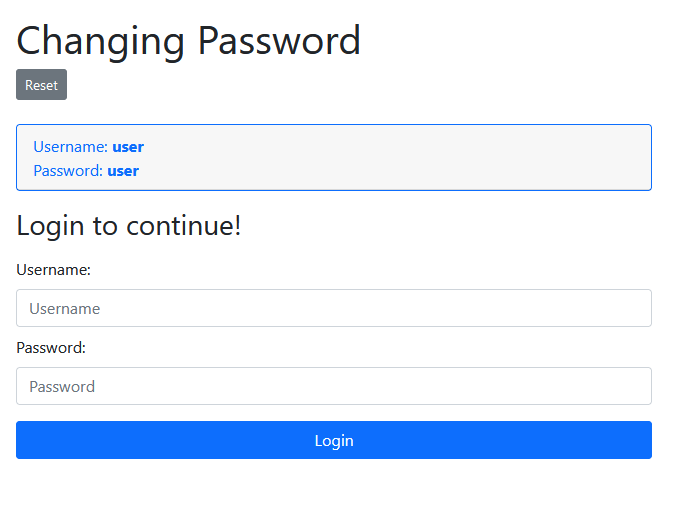 Changing Password
Reset
Username: user
Password: user
Login to continue!
Username:
Username
Password:
Password
Login